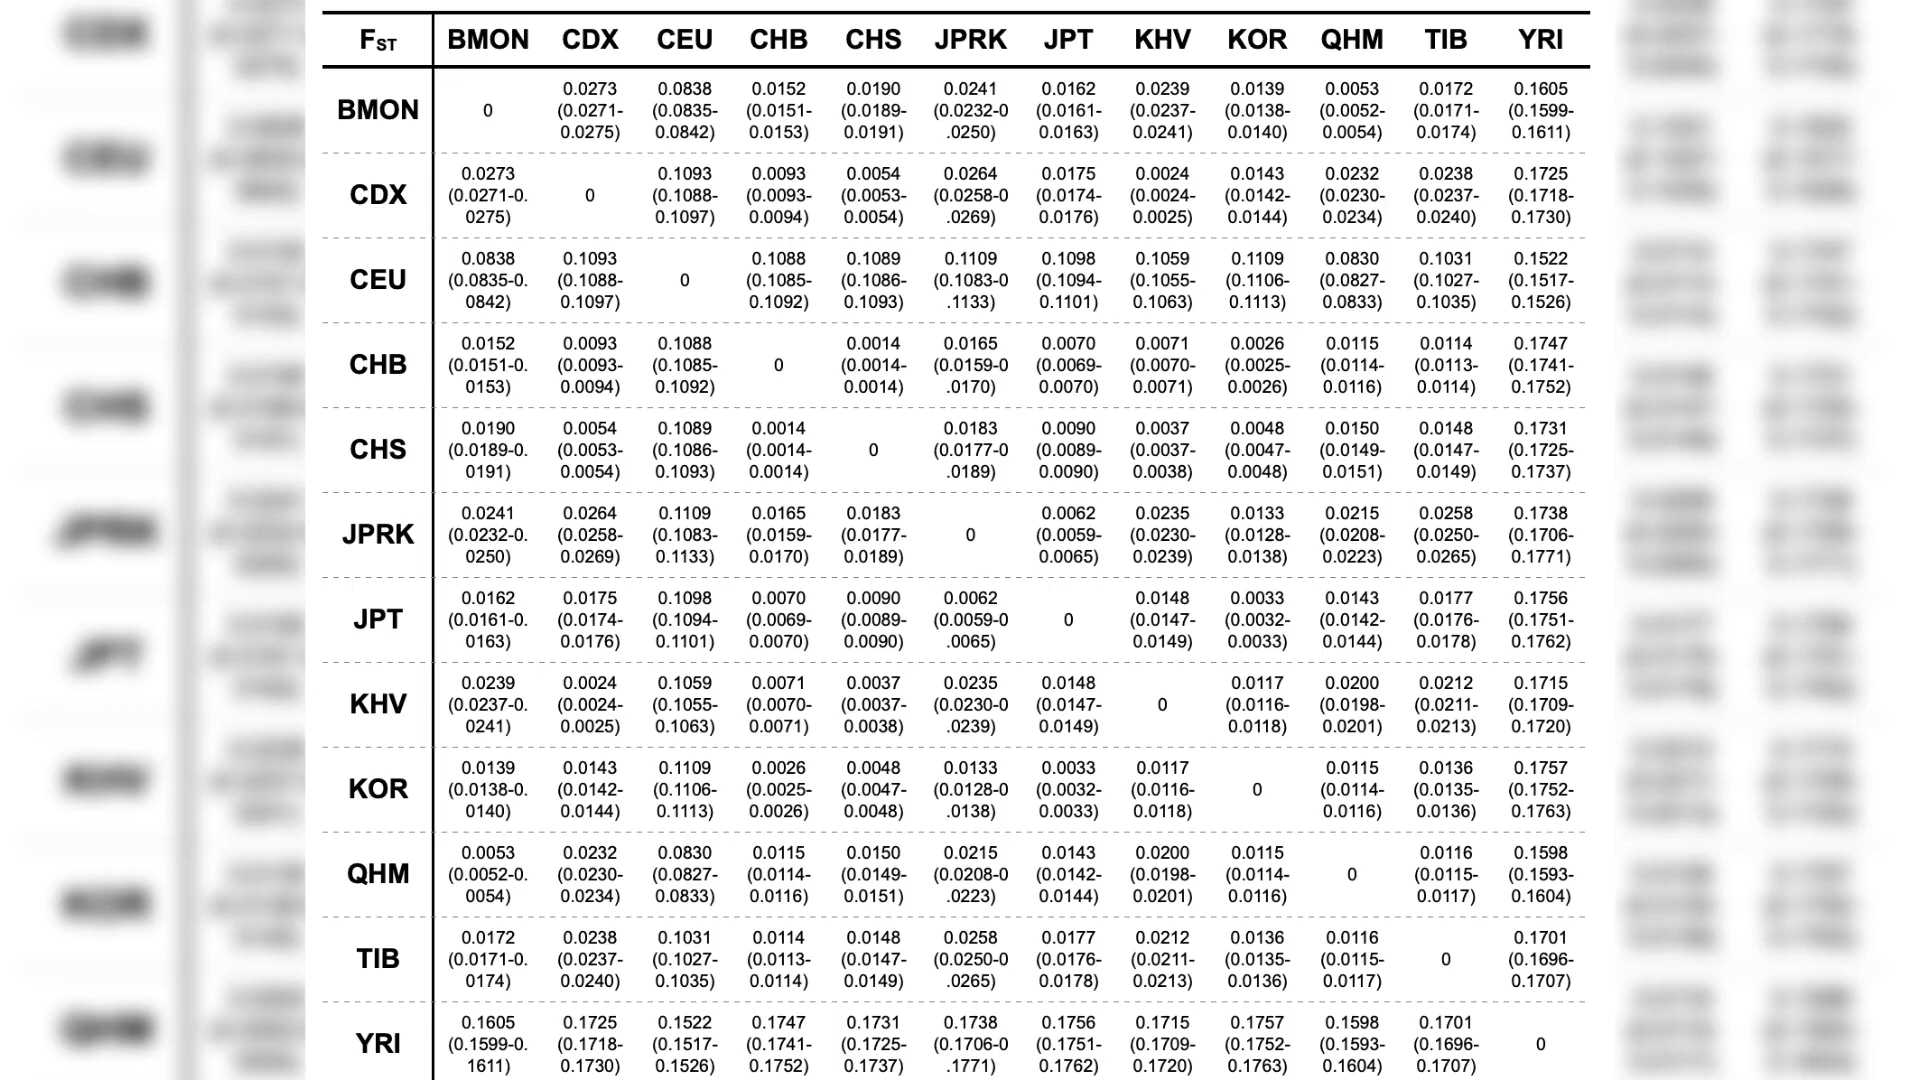 FST BMON CDX CEU CHB CHS JPRK JPT KHV KOR QHM TIB YRI
0.0273 0.0838 0.0152 0.0190 0.0241 0.0162 0.0239 0.0139 0.0053 0.0172 0.1605
BMON 0 (0.0271- (0.0835- (0.0151- (0.0189- (0.0232-0 (0.0161- (0.0237- (0.0138- (0.0052- (0.0171- (0.1599-
0.0275) 0.0842) 0.0153) 0.0191) .0250) 0.0163) 0.0241) 0.0140) 0.0054) 0.0174) 0.1611)
0.0273 0.1093 0.0093 0.0054 0.0264 0.0175 0.0024 0.0143 0.0232 0.0238 0.1725
CDX (0.0271-0. 0 (0.1088- (0.0093- (0.0053- (0.0258-0 (0.0174- (0.0024- (0.0142- (0.0230- (0.0237- (0.1718-
0275) 0.1097) 0.0094) 0.0054) .0269) 0.0176) 0.0025) 0.0144) 0.0234) 0.0240) 0.1730)
0.0838 0.1093 0.1088 0.1089 0.1109 0.1098 0.1059 0.1109 0.0830 0.1031 0.1522
CEU (0.0835-0. (0.1088- 0 (0.1085- (0.1086- (0.1083-0 (0.1094- (0.1055- (0.1106- (0.0827- (0.1027- (0.1517-
0842) 0.1097) 0.1092) 0.1093) .1133) 0.1101) 0.1063) 0.1113) 0.0833) 0.1035) 0.1526)
0.0152 0.0093 0.1088 0.0014 0.0165 0.0070 0.0071 0.0026 0.0115 0.0114 0.1747
CHB (0.0151-0. (0.0093- (0.1085- 0 (0.0014- (0.0159-0 (0.0069- (0.0070- (0.0025- (0.0114- (0.0113- (0.1741-
0153) 0.0094) 0.1092) 0.0014) .0170) 0.0070) 0.0071) 0.0026) 0.0116) 0.0114) 0.1752)
0.0190 0.0054 0.1089 0.0014 0.0183 0.0090 0.0037 0.0048 0.0150 0.0148 0.1731
CHS (0.0189-0. (0.0053- (0.1086- (0.0014- 0 (0.0177-0 (0.0089- (0.0037- (0.0047- (0.0149- (0.0147- (0.1725-
0191) 0.0054) 0.1093) 0.0014) .0189) 0.0090) 0.0038) 0.0048) 0.0151) 0.0149) 0.1737)
0.0241 0.0264 0.1109 0.0165 0.0183 0.0062 0.0235 0.0133 0.0215 0.0258 0.1738
JPRK (0.0232-0. (0.0258- (0.1083- (0.0159- (0.0177- 0 (0.0059- (0.0230- (0.0128- (0.0208- (0.0250- (0.1706-
0250) 0.0269) 0.1133) 0.0170) 0.0189) 0.0065) 0.0239) 0.0138) 0.0223) 0.0265) 0.1771)
0.0162 0.0175 0.1098 0.0070 0.0090 0.0062 0.0148 0.0033 0.0143 0.0177 0.1756
JPT (0.0161-0. (0.0174- (0.1094- (0.0069- (0.0089- (0.0059-0 0 (0.0147- (0.0032- (0.0142- (0.0176- (0.1751-
0163) 0.0176) 0.1101) 0.0070) 0.0090) .0065) 0.0149) 0.0033) 0.0144) 0.0178) 0.1762)
0.0239 0.0024 0.1059 0.0071 0.0037 0.0235 0.0148 0.0117 0.0200 0.0212 0.1715
KHV (0.0237-0. (0.0024- (0.1055- (0.0070- (0.0037- (0.0230-0 (0.0147- 0 (0.0116- (0.0198- (0.0211- (0.1709-
0241) 0.0025) 0.1063) 0.0071) 0.0038) .0239) 0.0149) 0.0118) 0.0201) 0.0213) 0.1720)
0.0139 0.0143 0.1109 0.0026 0.0048 0.0133 0.0033 0.0117 0.0115 0.0136 0.1757
KOR (0.0138-0. (0.0142- (0.1106- (0.0025- (0.0047- (0.0128-0 (0.0032- (0.0116- 0 (0.0114- (0.0135- (0.1752-
0140) 0.0144) 0.1113) 0.0026) 0.0048) .0138) 0.0033) 0.0118) 0.0116) 0.0136) 0.1763)
0.0053 0.0232 0.0830 0.0115 0.0150 0.0215 0.0143 0.0200 0.0115 0.0116 0.1598
QHM (0.0052-0. (0.0230- (0.0827- (0.0114- (0.0149- (0.0208-0 (0.0142- (0.0198- (0.0114- 0 (0.0115- (0.1593-
0054) 0.0234) 0.0833) 0.0116) 0.0151) .0223) 0.0144) 0.0201) 0.0116) 0.0117) 0.1604)
0.0172 0.0238 0.1031 0.0114 0.0148 0.0258 0.0177 0.0212 0.0136 0.0116 0.1701
TIB (0.0171-0. (0.0237- (0.1027- (0.0113- (0.0147- (0.0250-0 (0.0176- (0.0211- (0.0135- (0.0115- 0 (0.1696-
0174) 0.0240) 0.1035) 0.0114) 0.0149) .0265) 0.0178) 0.0213) 0.0136) 0.0117) 0.1707)
0.1605 0.1725 0.1522 0.1747 0.1731 0.1738 0.1756 0.1715 0.1757 0.1598 0.1701
YRI (0.1599-0. (0.1718- (0.1517- (0.1741- (0.1725- (0.1706-0 (0.1751- (0.1709- (0.1752- (0.1593- (0.1696- 0
1611) 0.1730) 0.1526) 0.1752) 0.1737) .1771) 0.1762) 0.1720) 0.1763) 0.1604) 0.1707)